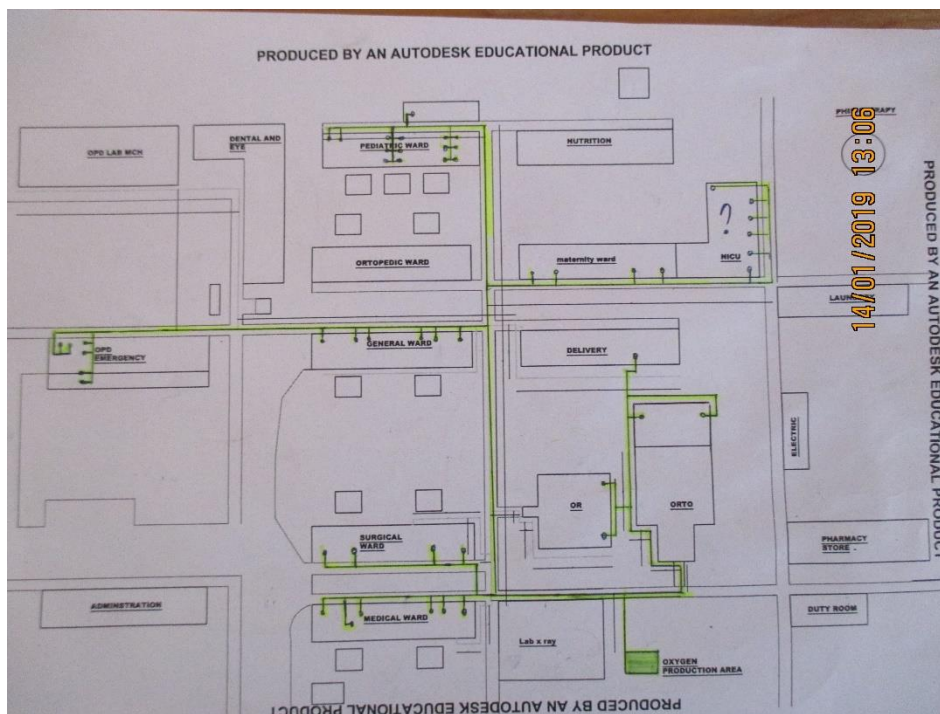 PRODUCED BY AN AUTODESK EDUCATIONAL PRODUCT
14/01/2019 13:06
OPD LAB MCH
DENTAL AND
EYE
PEDIATRIC WARD
NUTRITION
ORTOPEDIC WARD
maternity ward
?
NICU
OPD
EMERGENCY
GENERAL WARD
DELIVERY
ELECTRIC
OR
ORTO
SURGICAL
WARD
PHARMACY
STORE .
ADMINSTRATION
MEDICAL WARD
Lab x ray
DUTY ROOM
OXYGEN
PRODUCTION AREA
PRODUCED BY AN AUTODESK EDUCATIONAL PRODUCT
PRODUCED BY AN AUTODESK EDUCATIONAL PRODUCT